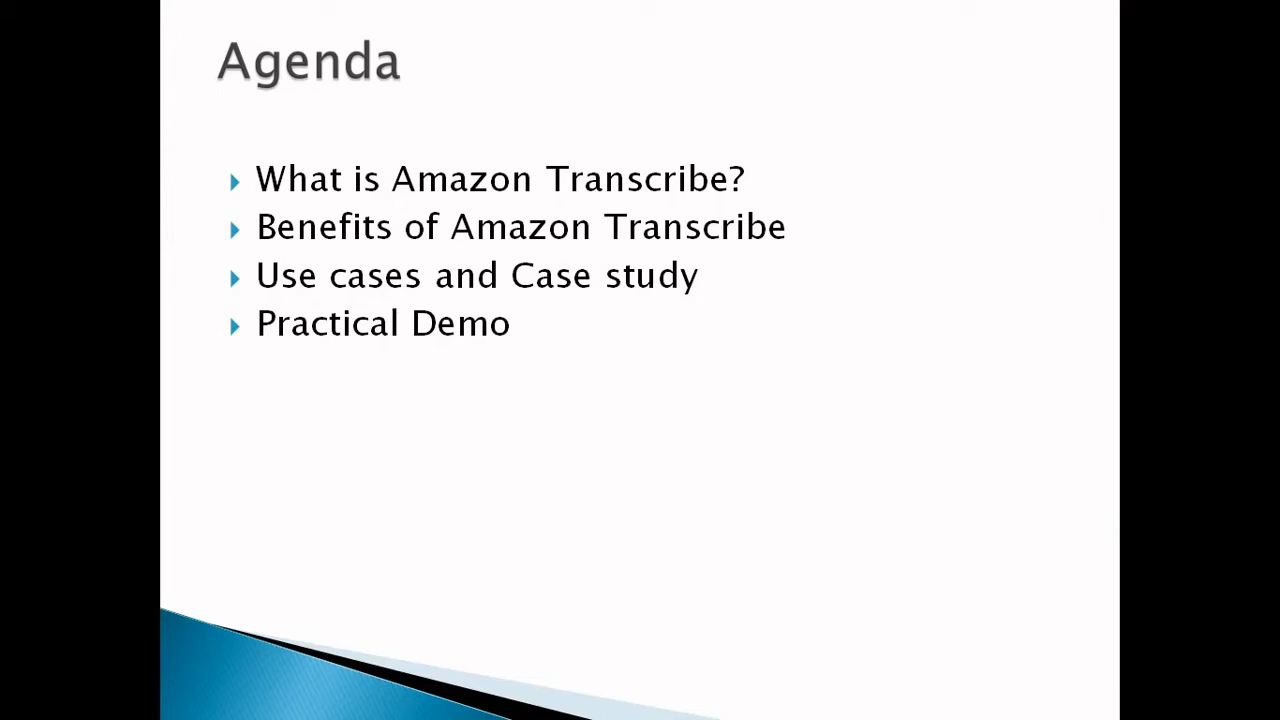 Agenda
What is Amazon Transcribe?
Benefits of Amazon Transcribe
Use cases and Case study
Practical Demo